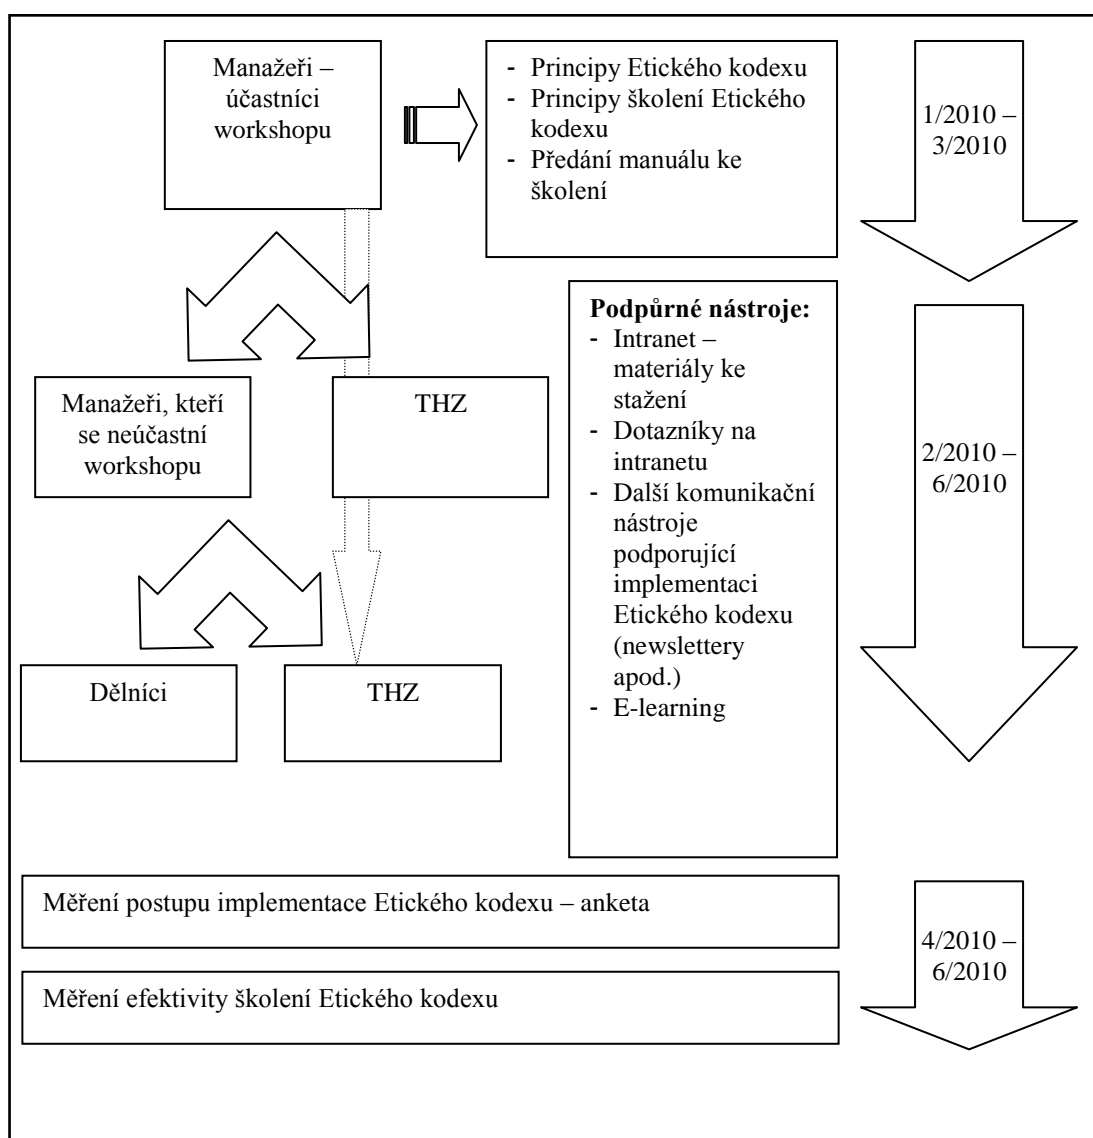 Manažeři –
účastníci
workshopu
- Principy Etického kodexu
- Principy školení Etického
kodexu
- Předání manuálu ke
školení
1/2010 –
3/2010
Manažeři, kteří
se neúčastní
workshopu
THZ
Podpůrné nástroje:
- Intranet –
materiály ke
stažení
- Dotazníky na
intranetu
- Další komunikační
nástroje
podporující
implementaci
Etického kodexu
(newslettery
apod.)
- E-learning
2/2010 –
6/2010
Dělníci
THZ
Měření postupu implementace Etického kodexu – anketa
Měření efektivity školení Etického kodexu
4/2010 –
6/2010